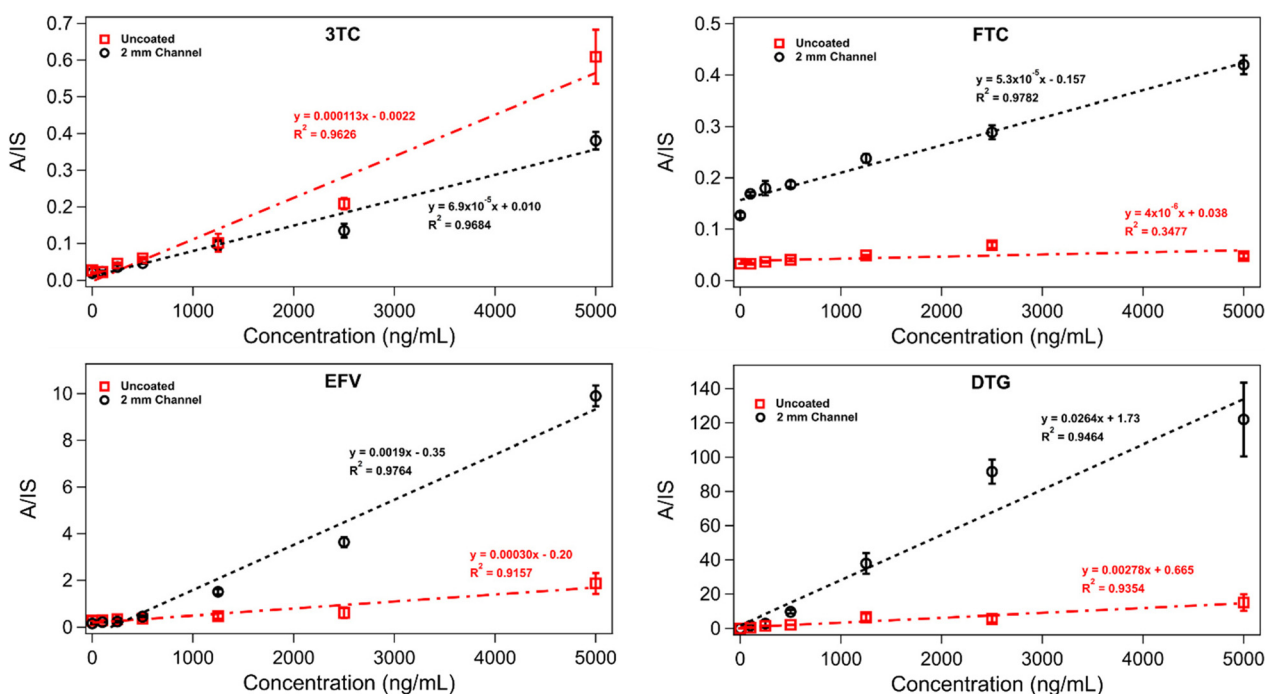 3TC
Uncoated
2 mm Channel
y = 0.000113x - 0.0022
R² = 0.9626
y = 6.9x10⁻⁵x + 0.010
R² = 0.9684
A/IS
0.7
0.6
0.5
0.4
0.3
0.2
0.1
0.0
0 1000 2000 3000 4000 5000
Concentration (ng/mL)
FTC
Uncoated
2 mm Channel
y = 5.3x10⁻⁵x - 0.157
R² = 0.9782
y = 4x10⁻⁶x + 0.038
R² = 0.3477
A/IS
0.5
0.4
0.3
0.2
0.1
0.0
0 1000 2000 3000 4000 5000
Concentration (ng/mL)
EFV
Uncoated
2 mm Channel
y = 0.0019x - 0.35
R² = 0.9764
y = 0.00030x - 0.20
R² = 0.9157
A/IS
10
8
6
4
2
0
0 1000 2000 3000 4000 5000
Concentration (ng/mL)
DTG
Uncoated
2 mm Channel
y = 0.0264x + 1.73
R² = 0.9464
y = 0.00278x + 0.665
R² = 0.9354
A/IS
140
120
100
80
60
40
20
0
0 1000 2000 3000 4000 5000
Concentration (ng/mL)